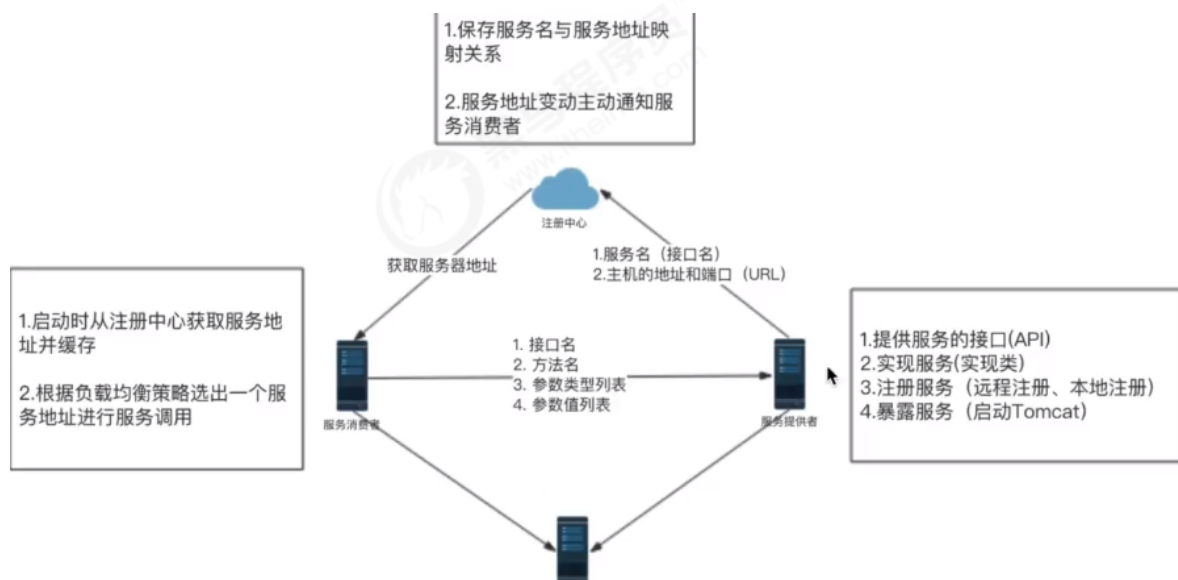 1.保存服务名与服务地址映
射关系
2.服务地址变动主动通知服
务消费者
注册中心
获取服务器地址
1.服务名（接口名）
2.主机的地址和端口（URL）
1.启动时从注册中心获取服务地
址并缓存
2.根据负载均衡策略选出一个服
务地址进行服务调用
1. 接口名
2. 方法名
3. 参数类型列表
4. 参数值列表
服务消费者
服务提供者
1.提供服务的接口(API)
2.实现服务(实现类)
3.注册服务（远程注册、本地注册）
4.暴露服务（启动Tomcat）